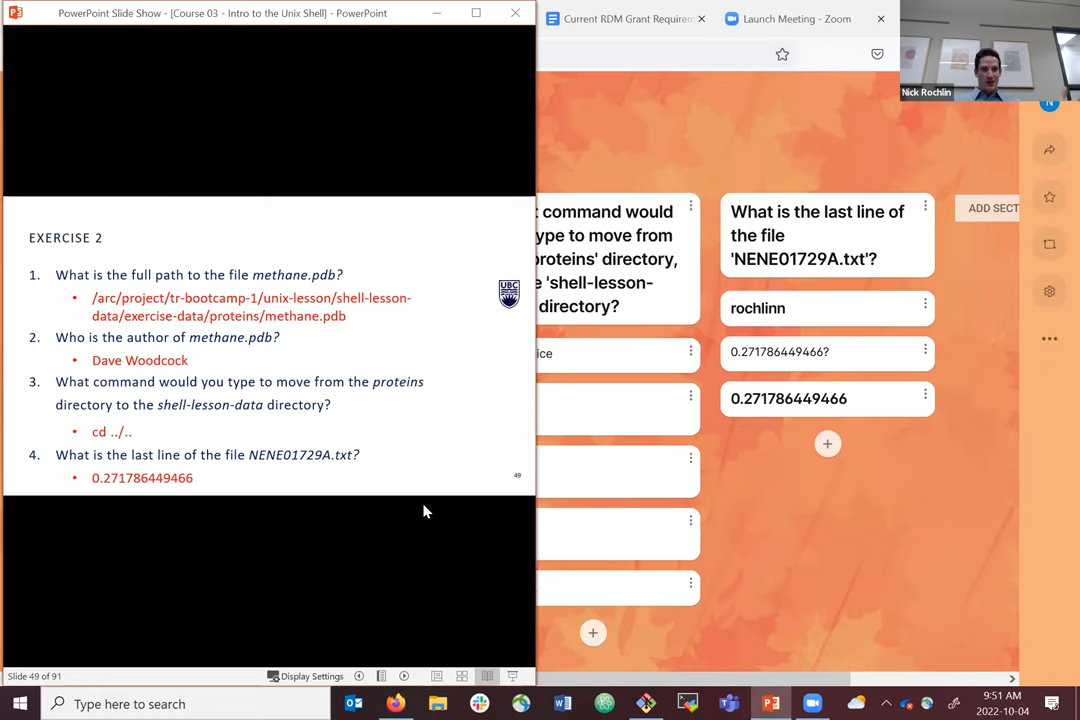 PowerPoint Slide Show - [Course 03 - Intro to the Unix Shell] - PowerPoint
Current RDM Grant Requirem
Launch Meeting - Zoom
Nick Rochlin
N
EXERCISE 2
1. What is the full path to the file methane.pdb?
• /arc/project/tr-bootcamp-1/unix-lesson/shell-lesson-
data/exercise-data/proteins/methane.pdb
2. Who is the author of methane.pdb?
• Dave Woodcock
3. What command would you type to move from the proteins
directory to the shell-lesson-data directory?
• cd ../..
4. What is the last line of the file NENE01729A.txt?
• 0.271786449466
49
UBC
t command would
ype to move from
proteins' directory,
e 'shell-lesson-
directory?
ice
What is the last line of
the file
'NENE01729A.txt'?
rochlinn
0.271786449466?
0.271786449466
ADD SECT
Slide 49 of 91
Display Settings
Type here to search
9:51 AM
2022-10-04